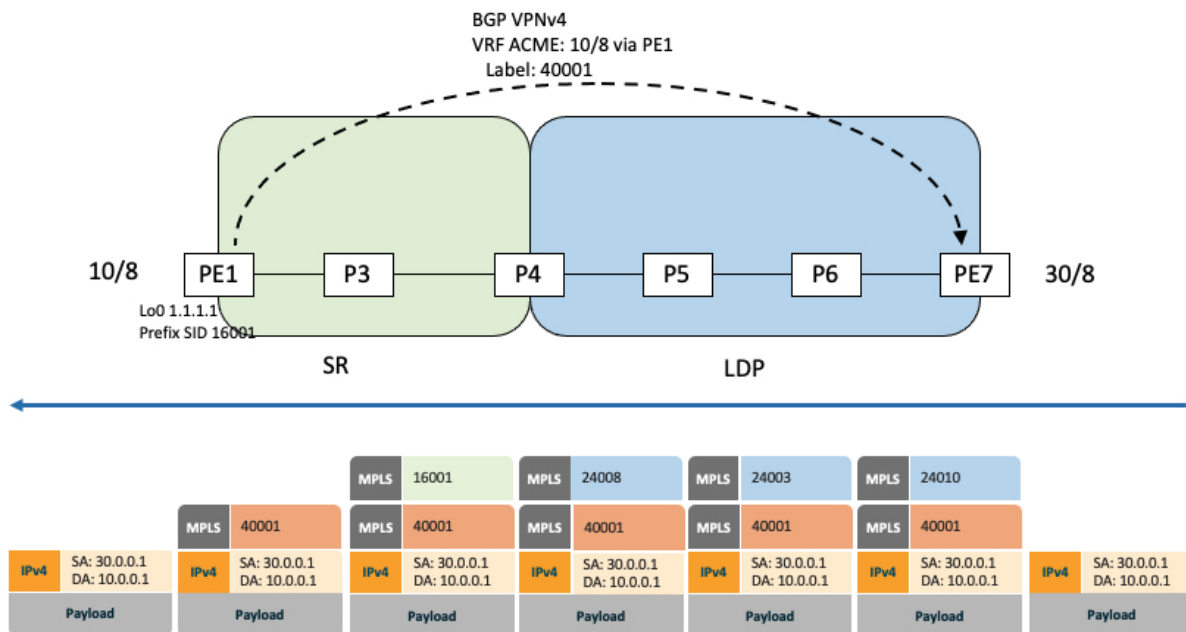 BGP VPNv4
VRF ACME: 10/8 via PE1
Label: 40001
10/8
PE1
P3
P4
P5
P6
PE7
30/8
Lo0 1.1.1.1
Prefix SID 16001
SR
LDP
MPLS 16001
MPLS 24008
MPLS 24003
MPLS 24010
MPLS 40001
MPLS 40001
MPLS 40001
MPLS 40001
MPLS 40001
IPv4 SA: 30.0.0.1
DA: 10.0.0.1
IPv4 SA: 30.0.0.1
DA: 10.0.0.1
IPv4 SA: 30.0.0.1
DA: 10.0.0.1
IPv4 SA: 30.0.0.1
DA: 10.0.0.1
IPv4 SA: 30.0.0.1
DA: 10.0.0.1
IPv4 SA: 30.0.0.1
DA: 10.0.0.1
IPv4 SA: 30.0.0.1
DA: 10.0.0.1
Payload
Payload
Payload
Payload
Payload
Payload
Payload